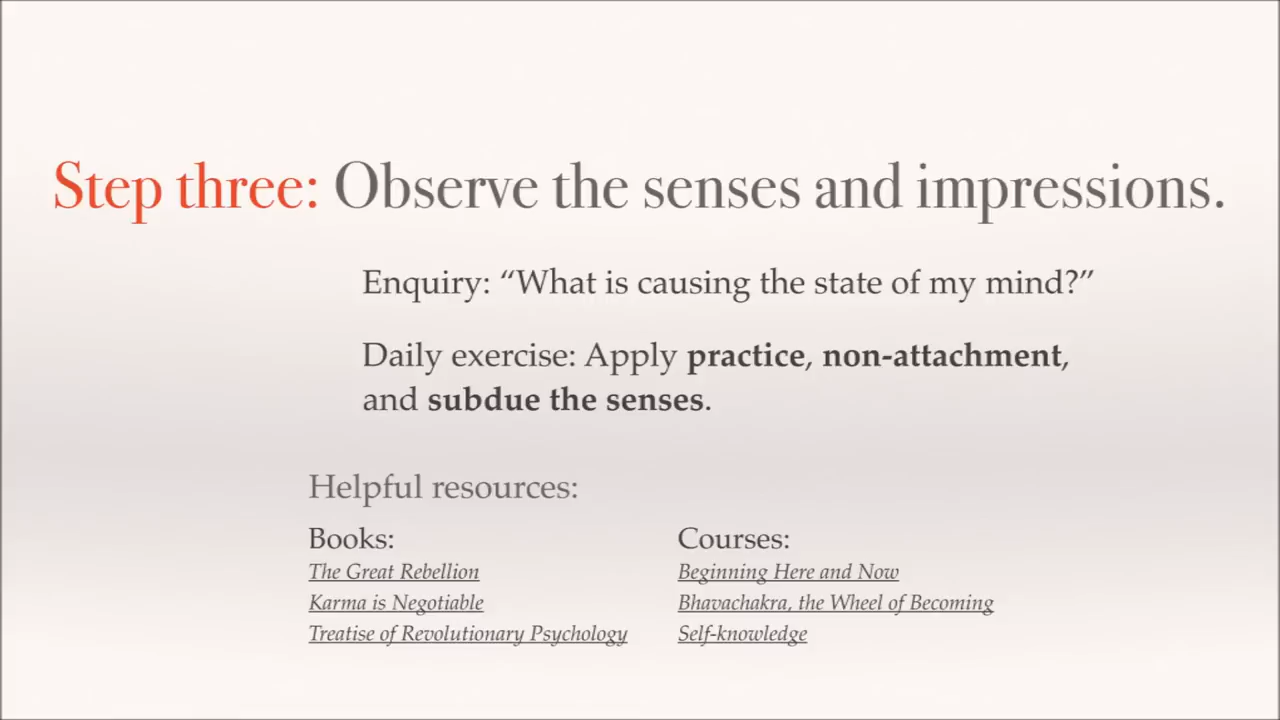 Step three: Observe the senses and impressions.
Enquiry: “What is causing the state of my mind?”
Daily exercise: Apply practice, non-attachment,
and subdue the senses.
Helpful resources:
Books:
The Great Rebellion
Karma is Negotiable
Treatise of Revolutionary Psychology
Courses:
Beginning Here and Now
Bhavachakra, the Wheel of Becoming
Self-knowledge